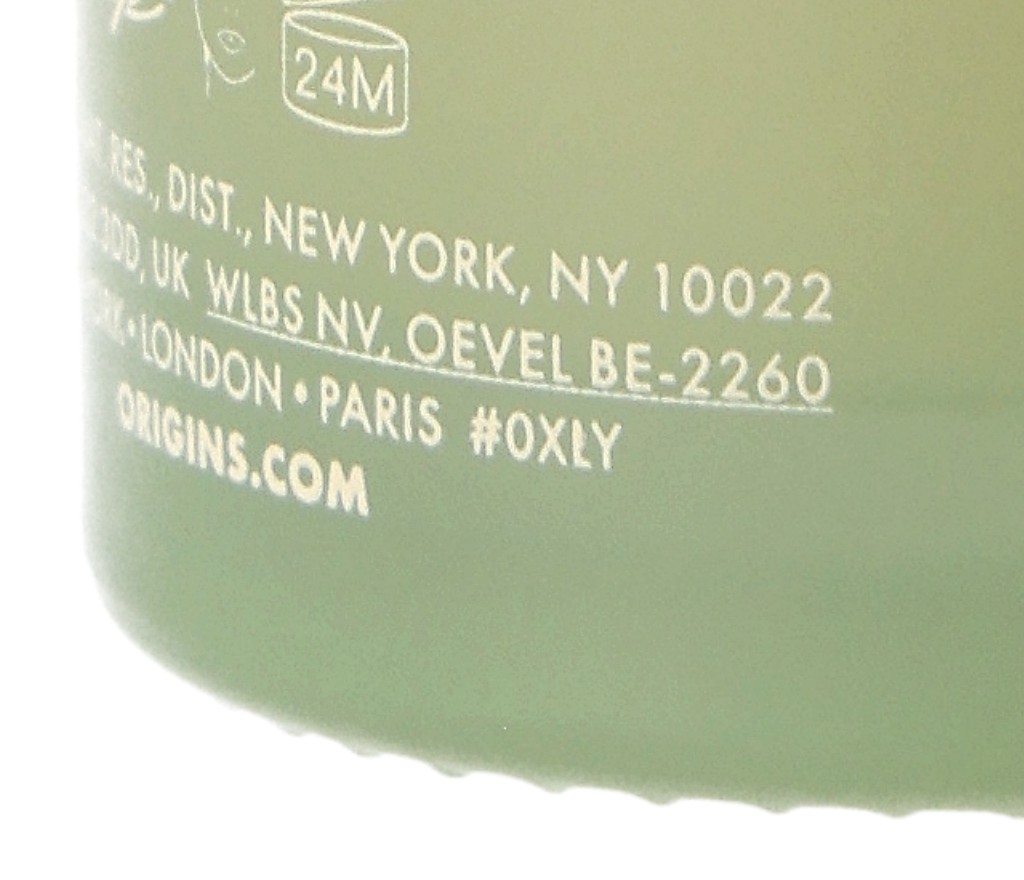 24M
RES., DIST., NEW YORK, NY 10022
UK WLBS NV, OEVEL BE-2260
• LONDON • PARIS #0XLY
ORIGINS.COM